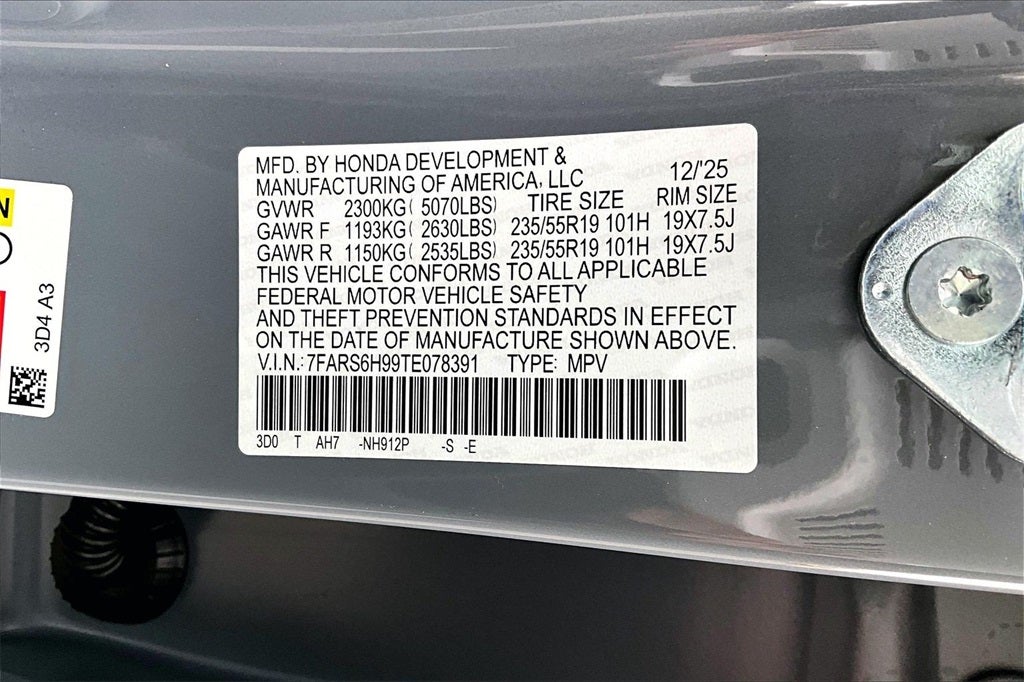 MFD. BY HONDA DEVELOPMENT &
MANUFACTURING OF AMERICA, LLC 12/'25
GVWR 2300KG( 5070LBS) TIRE SIZE RIM SIZE
GAWR F 1193KG( 2630LBS) 235/55R19 101H 19X7.5J
GAWR R 1150KG( 2535LBS) 235/55R19 101H 19X7.5J
THIS VEHICLE CONFORMS TO ALL APPLICABLE
FEDERAL MOTOR VEHICLE SAFETY
AND THEFT PREVENTION STANDARDS IN EFFECT
ON THE DATE OF MANUFACTURE SHOWN ABOVE.
V.I.N.:7FARS6H99TE078391 TYPE: MPV
3D0 T AH7 -NH912P -S -E
N
3D4 A3